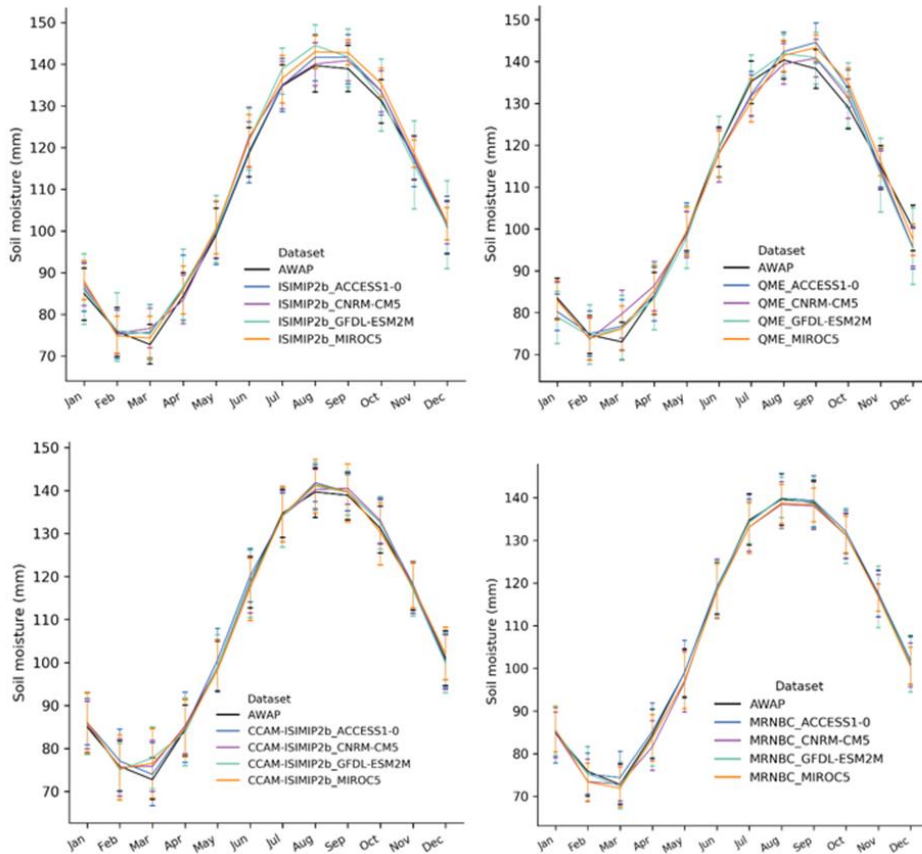 150
140
130
120
110
100
90
80
70
Soil moisture (mm)
Dataset
AWAP
ISIMIP2b_ACCESS1-0
ISIMIP2b_CNRM-CM5
ISIMIP2b_GFDL-ESM2M
ISIMIP2b_MIROC5
Jan Feb Mar Apr May Jun Jul Aug Sep Oct Nov Dec
150
140
130
120
110
100
90
80
70
Soil moisture (mm)
Dataset
AWAP
QME_ACCESS1-0
QME_CNRM-CM5
QME_GFDL-ESM2M
QME_MIROC5
Jan Feb Mar Apr May Jun Jul Aug Sep Oct Nov Dec
150
140
130
120
110
100
90
80
70
Soil moisture (mm)
Dataset
AWAP
CCAM-ISIMIP2b_ACCESS1-0
CCAM-ISIMIP2b_CNRM-CM5
CCAM-ISIMIP2b_GFDL-ESM2M
CCAM-ISIMIP2b_MIROC5
Jan Feb Mar Apr May Jun Jul Aug Sep Oct Nov Dec
150
140
130
120
110
100
90
80
70
Soil moisture (mm)
Dataset
AWAP
MRNBC_ACCESS1-0
MRNBC_CNRM-CM5
MRNBC_GFDL-ESM2M
MRNBC_MIROC5
Jan Feb Mar Apr May Jun Jul Aug Sep Oct Nov Dec